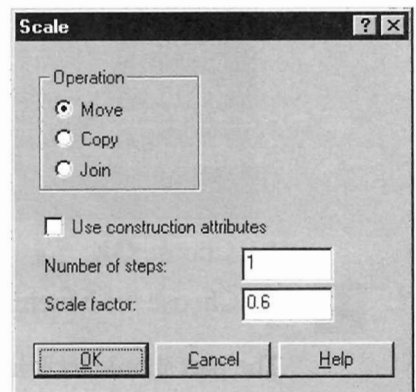 Scale ? ×
Operation
Move
Copy
Join
Use construction attributes
Number of steps: 1
Scale factor: 0.6
OK Cancel Help